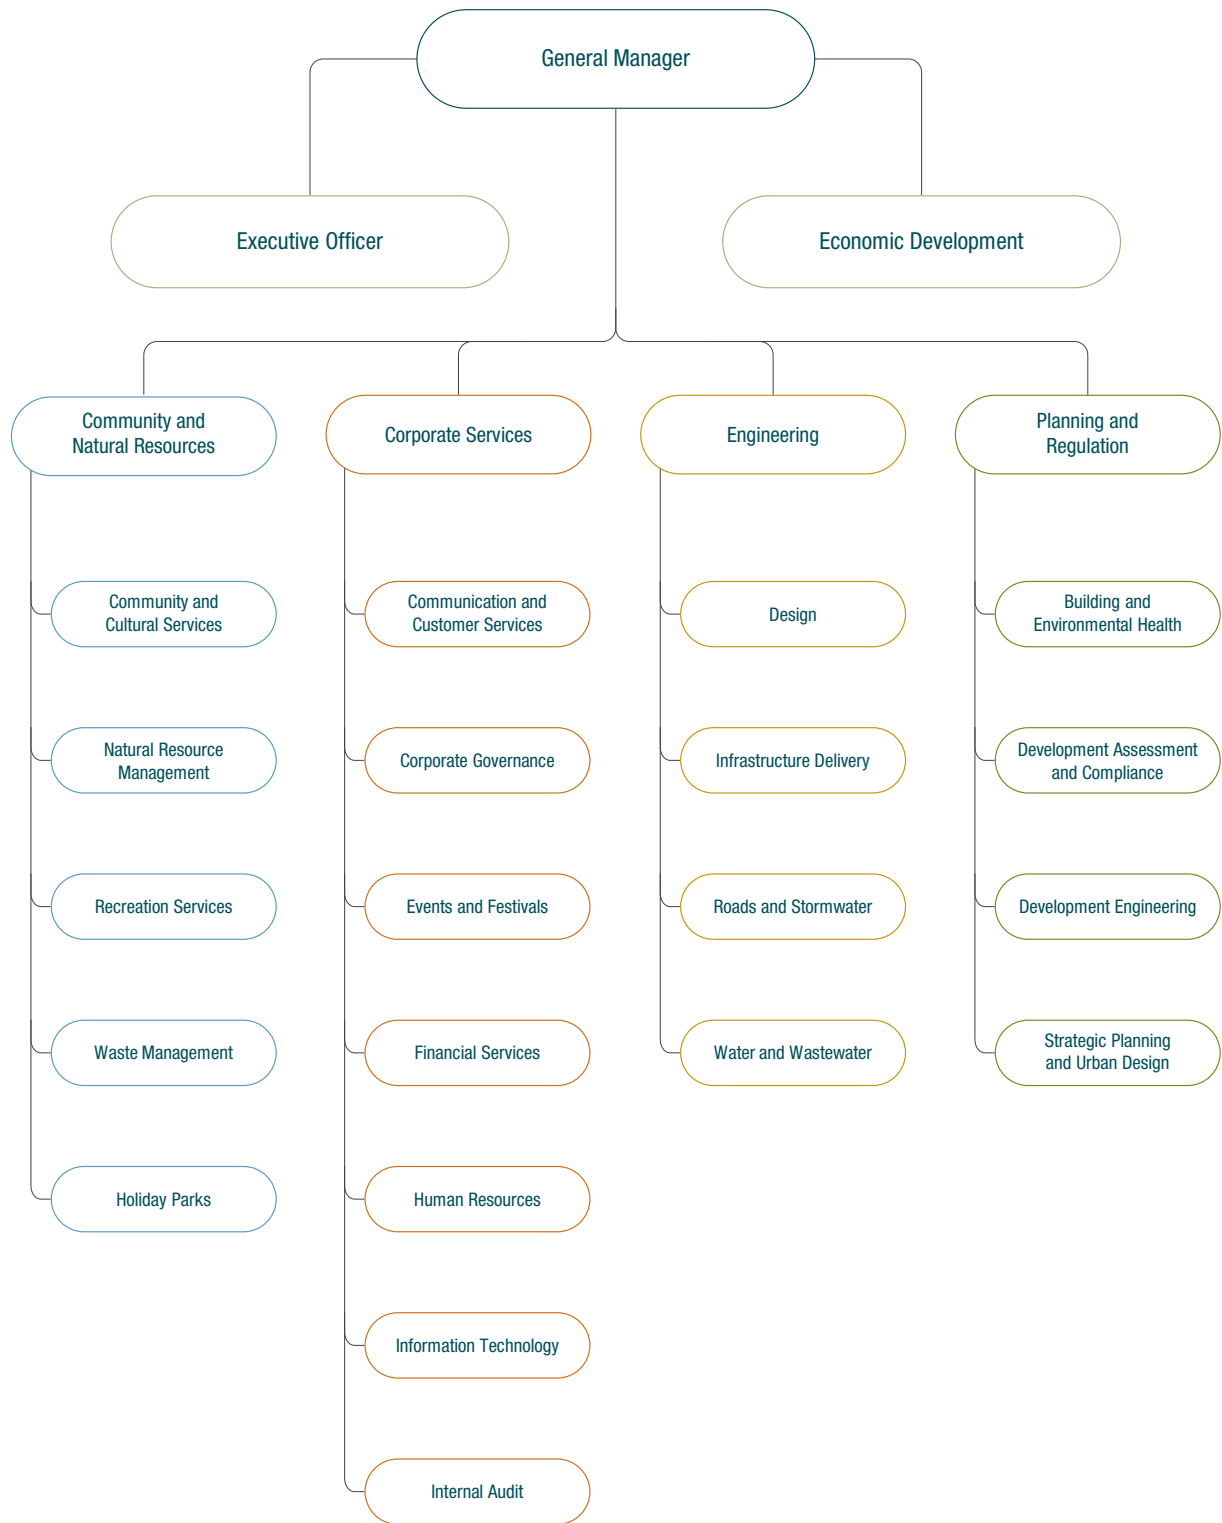 General Manager
Executive Officer
Economic Development
Community and
Natural Resources
Corporate Services
Engineering
Planning and
Regulation
Community and
Cultural Services
Natural Resource
Management
Recreation Services
Waste Management
Holiday Parks
Communication and
Customer Services
Corporate Governance
Events and Festivals
Financial Services
Human Resources
Information Technology
Internal Audit
Design
Infrastructure Delivery
Roads and Stormwater
Water and Wastewater
Building and
Environmental Health
Development Assessment
and Compliance
Development Engineering
Strategic Planning
and Urban Design